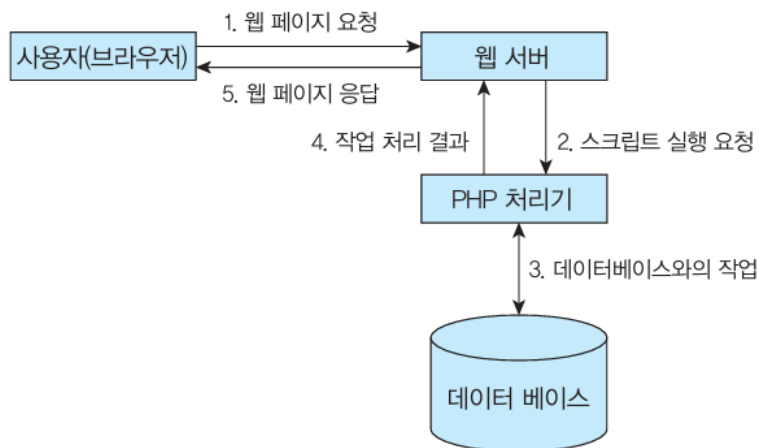 1. 웹 페이지 요청
사용자(브라우저)
웹 서버
5. 웹 페이지 응답
4. 작업 처리 결과
2. 스크립트 실행 요청
PHP 처리기
3. 데이터베이스와의 작업
데이터 베이스